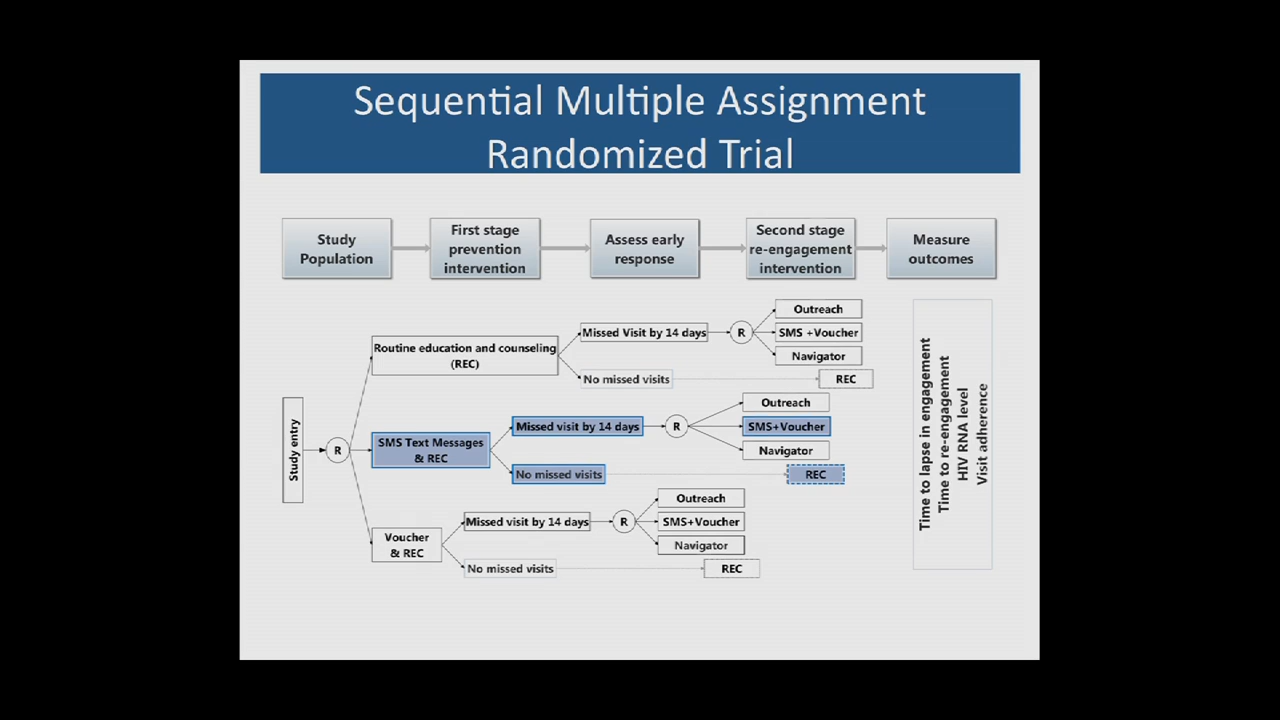 Sequential Multiple Assignment
Randomized Trial
Study
Population
First stage
prevention
intervention
Assess early
response
Second stage
re-engagement
intervention
Measure
outcomes
Study entry
R
Routine education and counseling
(REC)
Missed Visit by 14 days
R
Outreach
SMS +Voucher
Navigator
No missed visits
REC
SMS Text Messages
& REC
Missed visit by 14 days
R
Outreach
SMS+Voucher
Navigator
No missed visits
REC
Voucher
& REC
Missed visit by 14 days
R
Outreach
SMS+Voucher
Navigator
No missed visits
REC
Time to lapse in engagement
Time to re-engagement
HIV RNA level
Visit adherence